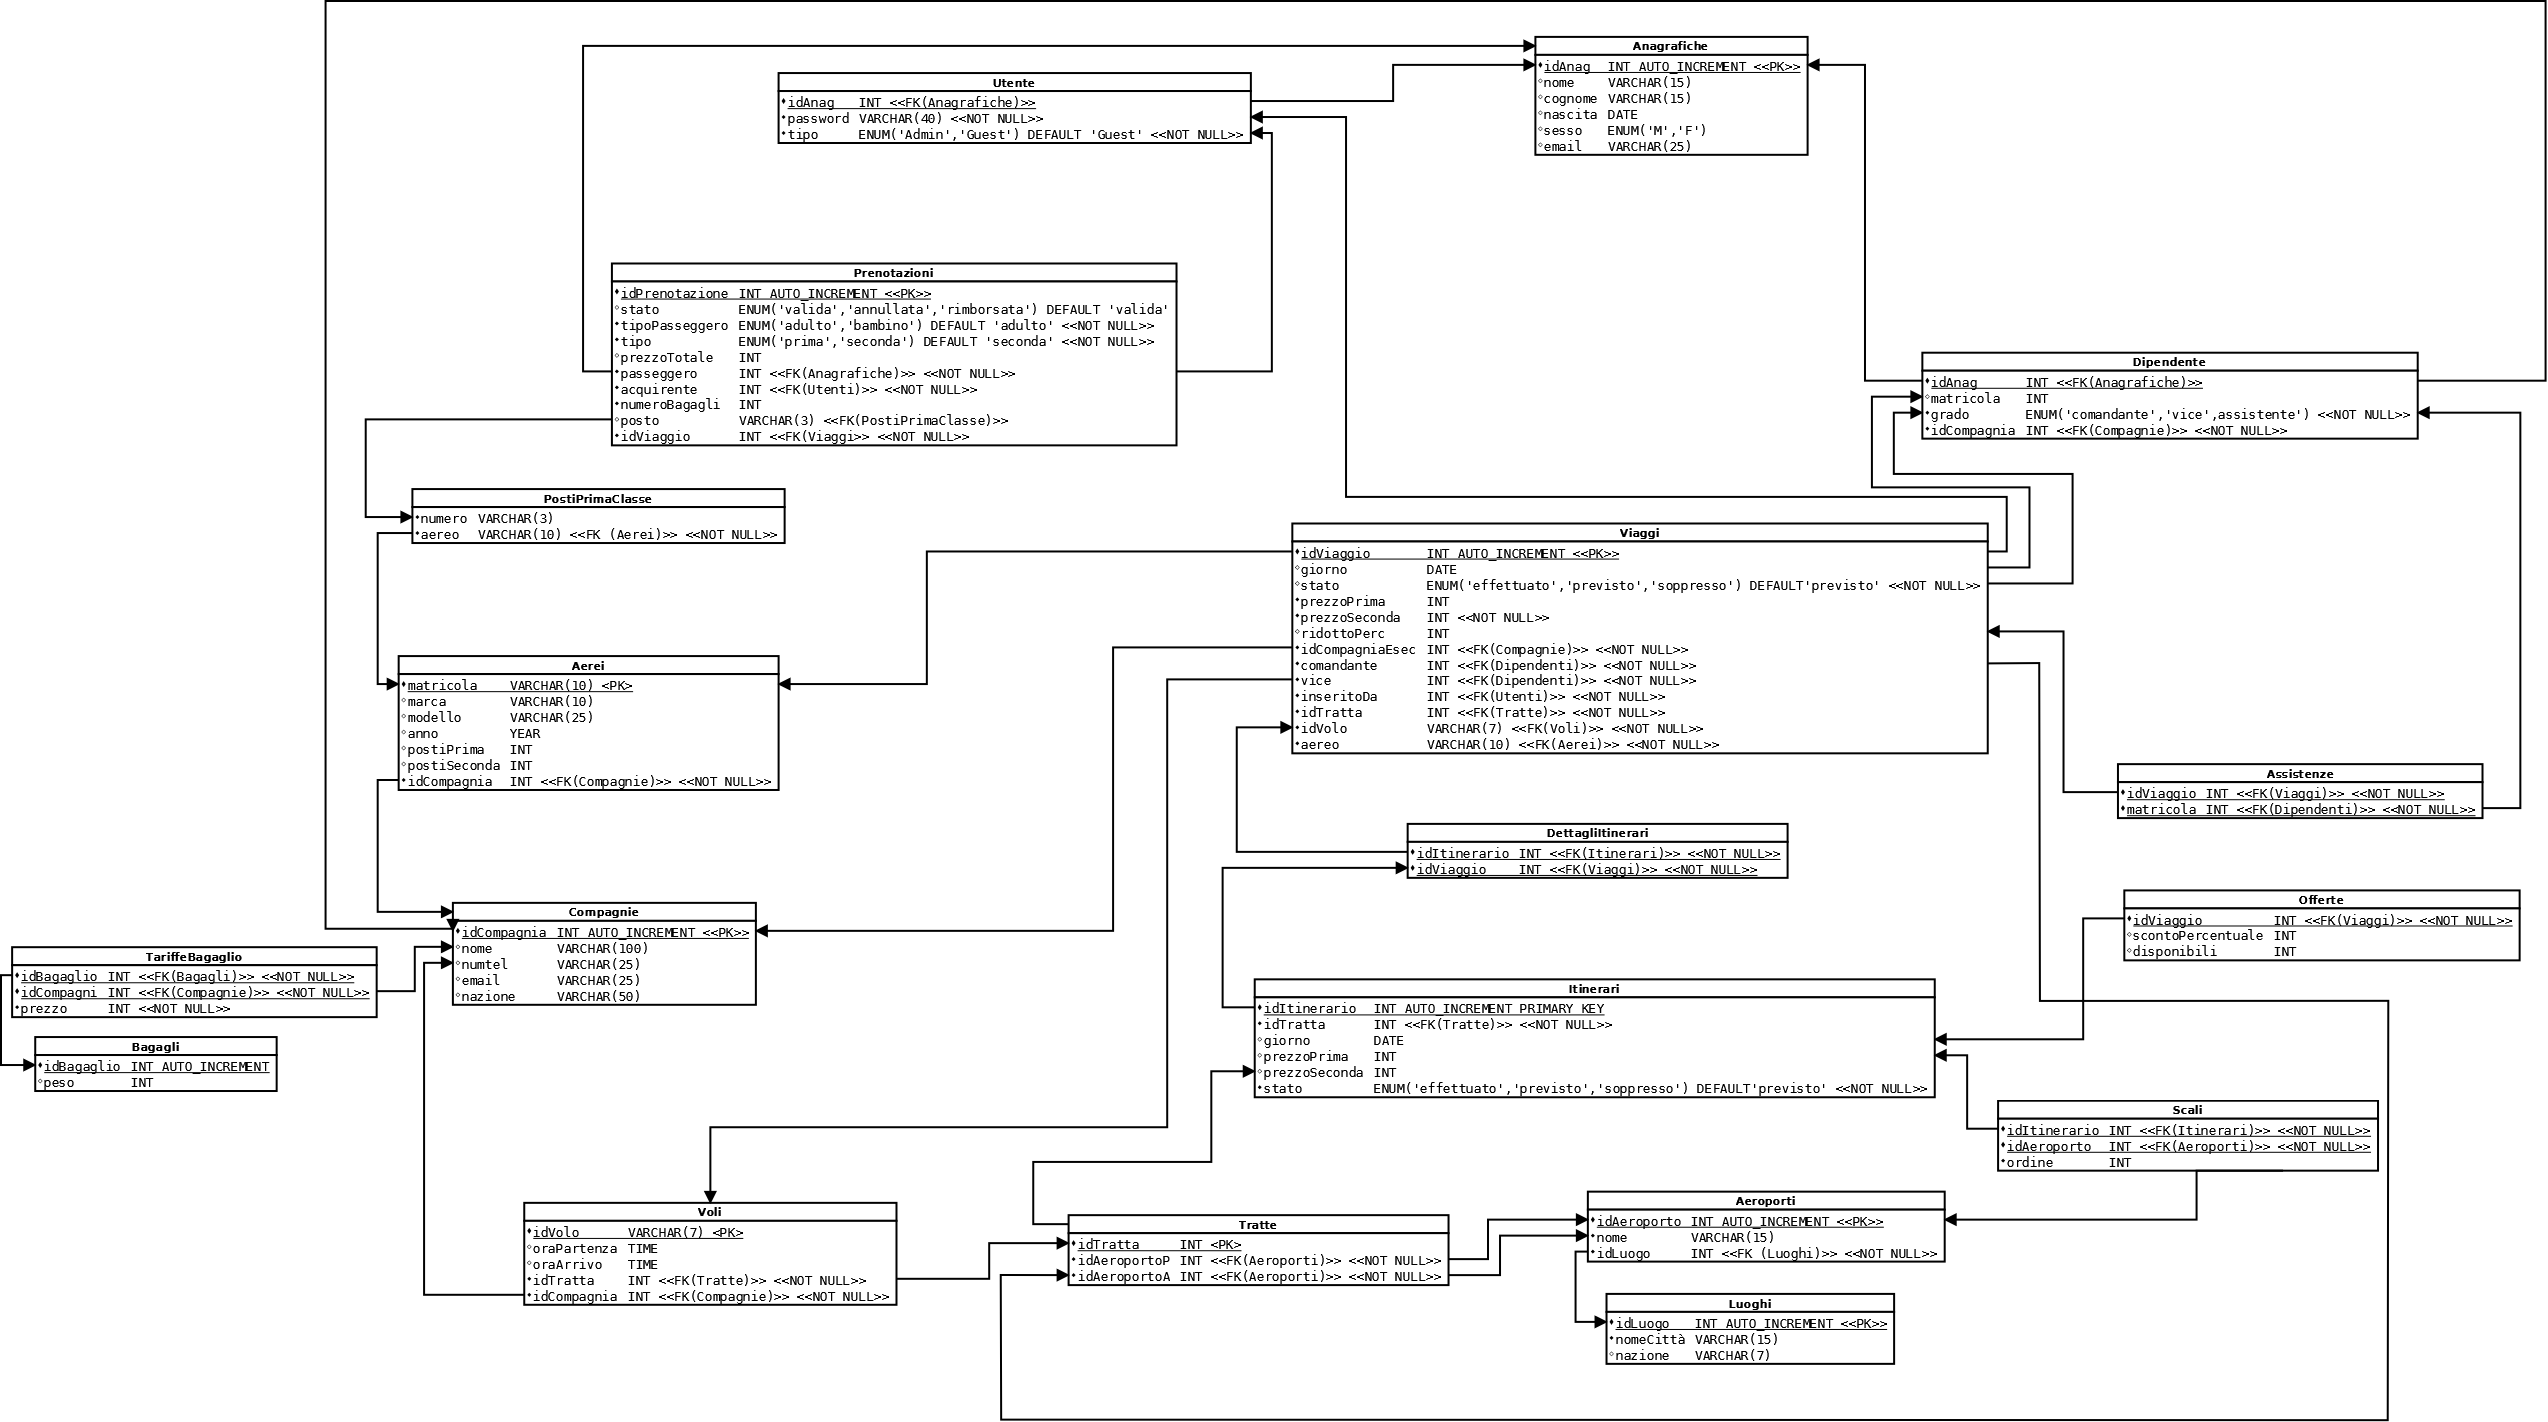 Anagrafiche
idAnag INT AUTO_INCREMENT <<PK>>
nome VARCHAR(15)
cognome VARCHAR(15)
nascita DATE
sesso ENUM('M','F')
email VARCHAR(25)
Utente
idAnag INT <<FK(Anagrafiche)>>
password VARCHAR(40) <<NOT NULL>>
tipo ENUM('Admin','Guest') DEFAULT 'Guest' <<NOT NULL>>
Prenotazioni
idPrenotazione INT AUTO_INCREMENT <<PK>>
stato ENUM('valida','annullata','rimborsata') DEFAULT 'valida'
tipoPasseggero ENUM('adulto','bambino') DEFAULT 'adulto' <<NOT NULL>>
tipo ENUM('prima','seconda') DEFAULT 'seconda' <<NOT NULL>>
prezzoTotale INT
passeggero INT <<FK(Anagrafiche)>> <<NOT NULL>>
acquirente INT <<FK(Utenti)>> <<NOT NULL>>
numeroBagagli INT
posto VARCHAR(3) <<FK(PostiPrimaClasse)>>
idViaggio INT <<FK(Viaggi>> <<NOT NULL>>
Dipendente
idAnag INT <<FK(Anagrafiche)>>
matricola INT
grado ENUM('comandante','vice',assistente') <<NOT NULL>>
idCompagnia INT <<FK(Compagnie)>> <<NOT NULL>>
PostiPrimaClasse
numero VARCHAR(3)
aereo VARCHAR(10) <<FK (Aerei)>> <<NOT NULL>>
Viaggi
idViaggio INT AUTO_INCREMENT <<PK>>
giorno DATE
stato ENUM('effettuato','previsto','soppresso') DEFAULT'previsto' <<NOT NULL>>
prezzoPrima INT
prezzoSeconda INT <<NOT NULL>>
ridottoPerc INT
idCompagniaEsec INT <<FK(Compagnie)>> <<NOT NULL>>
comandante INT <<FK(Dipendenti)>> <<NOT NULL>>
vice INT <<FK(Dipendenti)>> <<NOT NULL>>
inseritoDa INT <<FK(Utenti)>> <<NOT NULL>>
idTratta INT <<FK(Tratte)>> <<NOT NULL>>
idVolo VARCHAR(7) <<FK(Voli)>> <<NOT NULL>>
aereo VARCHAR(10) <<FK(Aerei)>> <<NOT NULL>>
Aerei
matricola VARCHAR(10) <PK>
marca VARCHAR(10)
modello VARCHAR(25)
anno YEAR
postiPrima INT
postiSeconda INT
idCompagnia INT <<FK(Compagnie)>> <<NOT NULL>>
Assistenze
idViaggio INT <<FK(Viaggi)>> <<NOT NULL>>
matricola INT <<FK(Dipendenti)>> <<NOT NULL>>
DettagliItinerari
idItinerario INT <<FK(Itinerari)>> <<NOT NULL>>
idViaggio INT <<FK(Viaggi)>> <<NOT NULL>>
Offerte
idViaggio INT <<FK(Viaggi)>> <<NOT NULL>>
scontoPercentuale INT
disponibili INT
Compagnie
idCompagnia INT AUTO_INCREMENT <<PK>>
nome VARCHAR(100)
numtel VARCHAR(25)
email VARCHAR(25)
nazione VARCHAR(50)
TariffeBagaglio
idBagaglio INT <<FK(Bagagli)>> <<NOT NULL>>
idCompagni INT <<FK(Compagnie)>> <<NOT NULL>>
prezzo INT <<NOT NULL>>
Bagagli
idBagaglio INT AUTO_INCREMENT
peso INT
Itinerari
idItinerario INT AUTO_INCREMENT PRIMARY KEY
idTratta INT <<FK(Tratte)>> <<NOT NULL>>
giorno DATE
prezzoPrima INT
prezzoSeconda INT
stato ENUM('effettuato','previsto','soppresso') DEFAULT'previsto' <<NOT NULL>>
Scali
idItinerario INT <<FK(Itinerari)>> <<NOT NULL>>
idAeroporto INT <<FK(Aeroporti)>> <<NOT NULL>>
ordine INT
Voli
idVolo VARCHAR(7) <PK>
oraPartenza TIME
oraArrivo TIME
idTratta INT <<FK(Tratte)>> <<NOT NULL>>
idCompagnia INT <<FK(Compagnie)>> <<NOT NULL>>
Tratte
idTratta INT <PK>
idAeroportoP INT <<FK(Aeroporti)>> <<NOT NULL>>
idAeroportoA INT <<FK(Aeroporti)>> <<NOT NULL>>
Aeroporti
idAeroporto INT AUTO_INCREMENT <<PK>>
nome VARCHAR(15)
idLuogo INT <<FK (Luoghi)>> <<NOT NULL>>
Luoghi
idLuogo INT AUTO_INCREMENT <<PK>>
nomeCittà VARCHAR(15)
nazione VARCHAR(7)